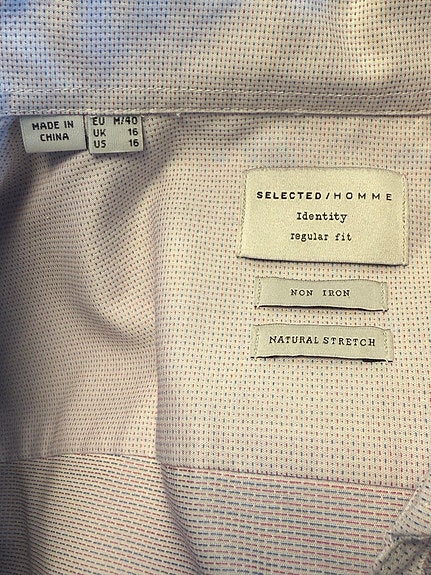 MADE IN
CHINA
EU M/40
UK 16
US 16
SELECTED/HOMME
Identity
regular fit
NON IRON
NATURAL STRETCH